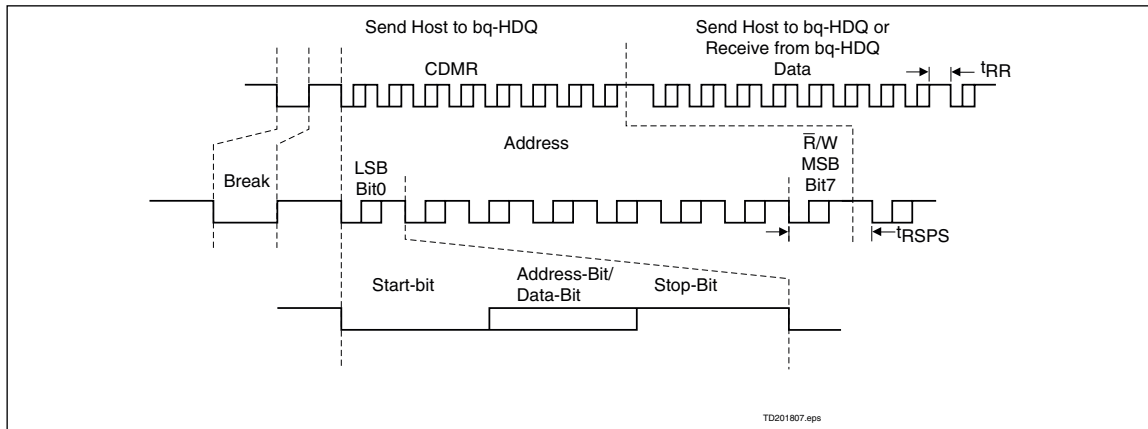 Send Host to bq-HDQ
Send Host to bq-HDQ or
Receive from bq-HDQ
CDMR
Data
tRR
Address
R̅/W
MSB
Bit7
LSB
Bit0
Break
tRSPS
Start-bit
Address-Bit/
Data-Bit
Stop-Bit
TD201807.eps